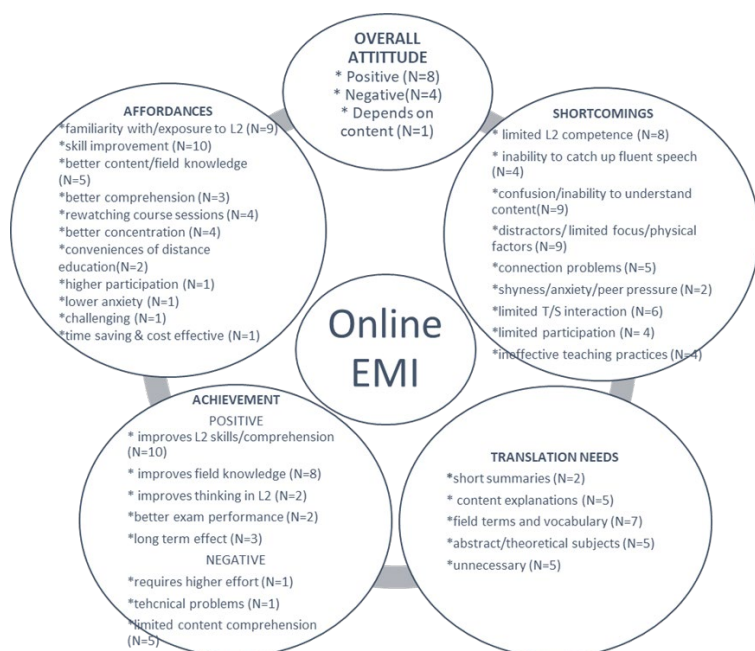 OVERALL
ATTITTUDE
* Positive (N=8)
* Negative(N=4)
* Depends on
content (N=1)
AFFORDANCES
*familiarity with/exposure to L2 (N=9)
*skill improvement (N=10)
*better content/field knowledge
(N=5)
*better comprehension (N=3)
*rewatching course sessions (N=4)
*better concentration (N=4)
*conveniences of distance
education(N=2)
*higher participation (N=1)
*lower anxiety (N=1)
*challenging (N=1)
*time saving & cost effective (N=1)
SHORTCOMINGS
* limited L2 competence (N=8)
* inability to catch up fluent speech
(N=4)
*confusion/inability to understand
content(N=9)
*distractors/limited focus/physical
factors (N=9)
*connection problems (N=5)
*shyness/anxiety/peer pressure (N=2)
*limited T/S interaction (N=6)
*limited participation (N= 4)
*ineffective teaching practices (N=4)
Online
EMI
ACHIEVEMENT
POSITIVE
* improves L2 skills/comprehension
(N=10)
*improves field knowledge (N=8)
*improves thinking in L2 (N=2)
*better exam performance (N=2)
*long term effect (N=3)
NEGATIVE
*requires higher effort (N=1)
*tehcnical problems (N=1)
*limited content comprehension
(N=5)
TRANSLATION NEEDS
*short summaries (N=2)
* content explanations (N=5)
*field terms and vocabulary (N=7)
*abstract/theoretical subjects (N=5)
*unnecessary (N=5)